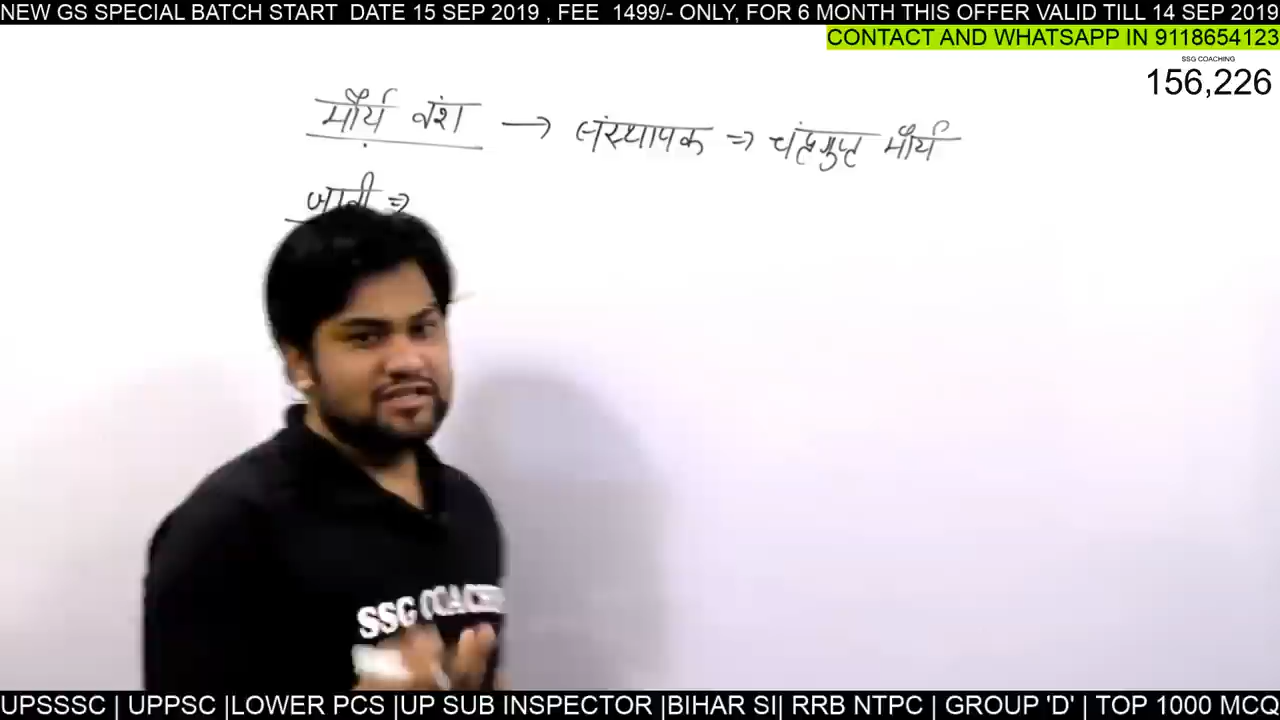 NEW GS SPECIAL BATCH START DATE 15 SEP 2019 , FEE 1499/- ONLY, FOR 6 MONTH THIS OFFER VALID TILL 14 SEP 2019
CONTACT AND WHATSAPP IN 9118654123
SSG COACHING
156,226
मौर्य वंश → संस्थापक ⇒ चंद्रगुप्त मौर्य
जाती ⇒
SSG COACHING
UPSSSC | UPPSC |LOWER PCS |UP SUB INSPECTOR |BIHAR SI| RRB NTPC | GROUP 'D' | TOP 1000 MCQ